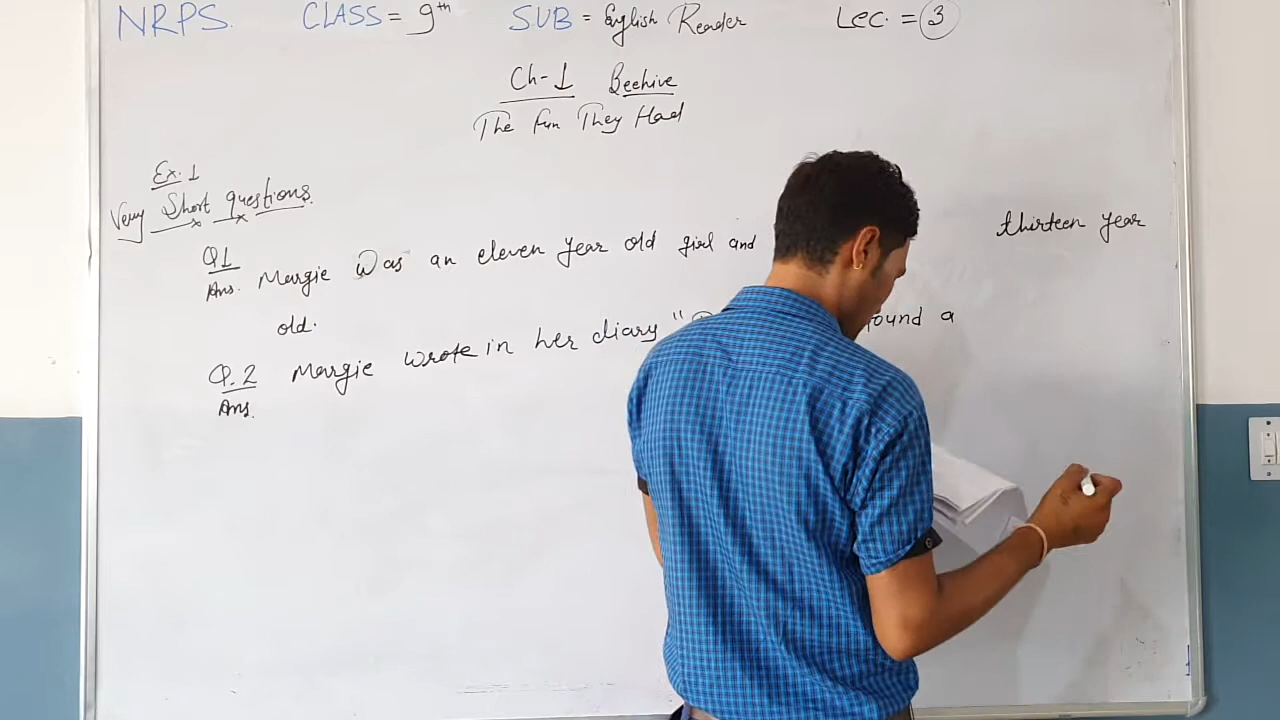 NRPS. CLASS = 9th SUB = English Reader Lec. = 3
Ch-1 Beehive
The Fun They Had
Ex. 1
Very Short questions.
Q1
Ans. Margie Was an eleven year old girl and thirteen year
old.
Q.2
Ans. Margie wrote in her diary " found a